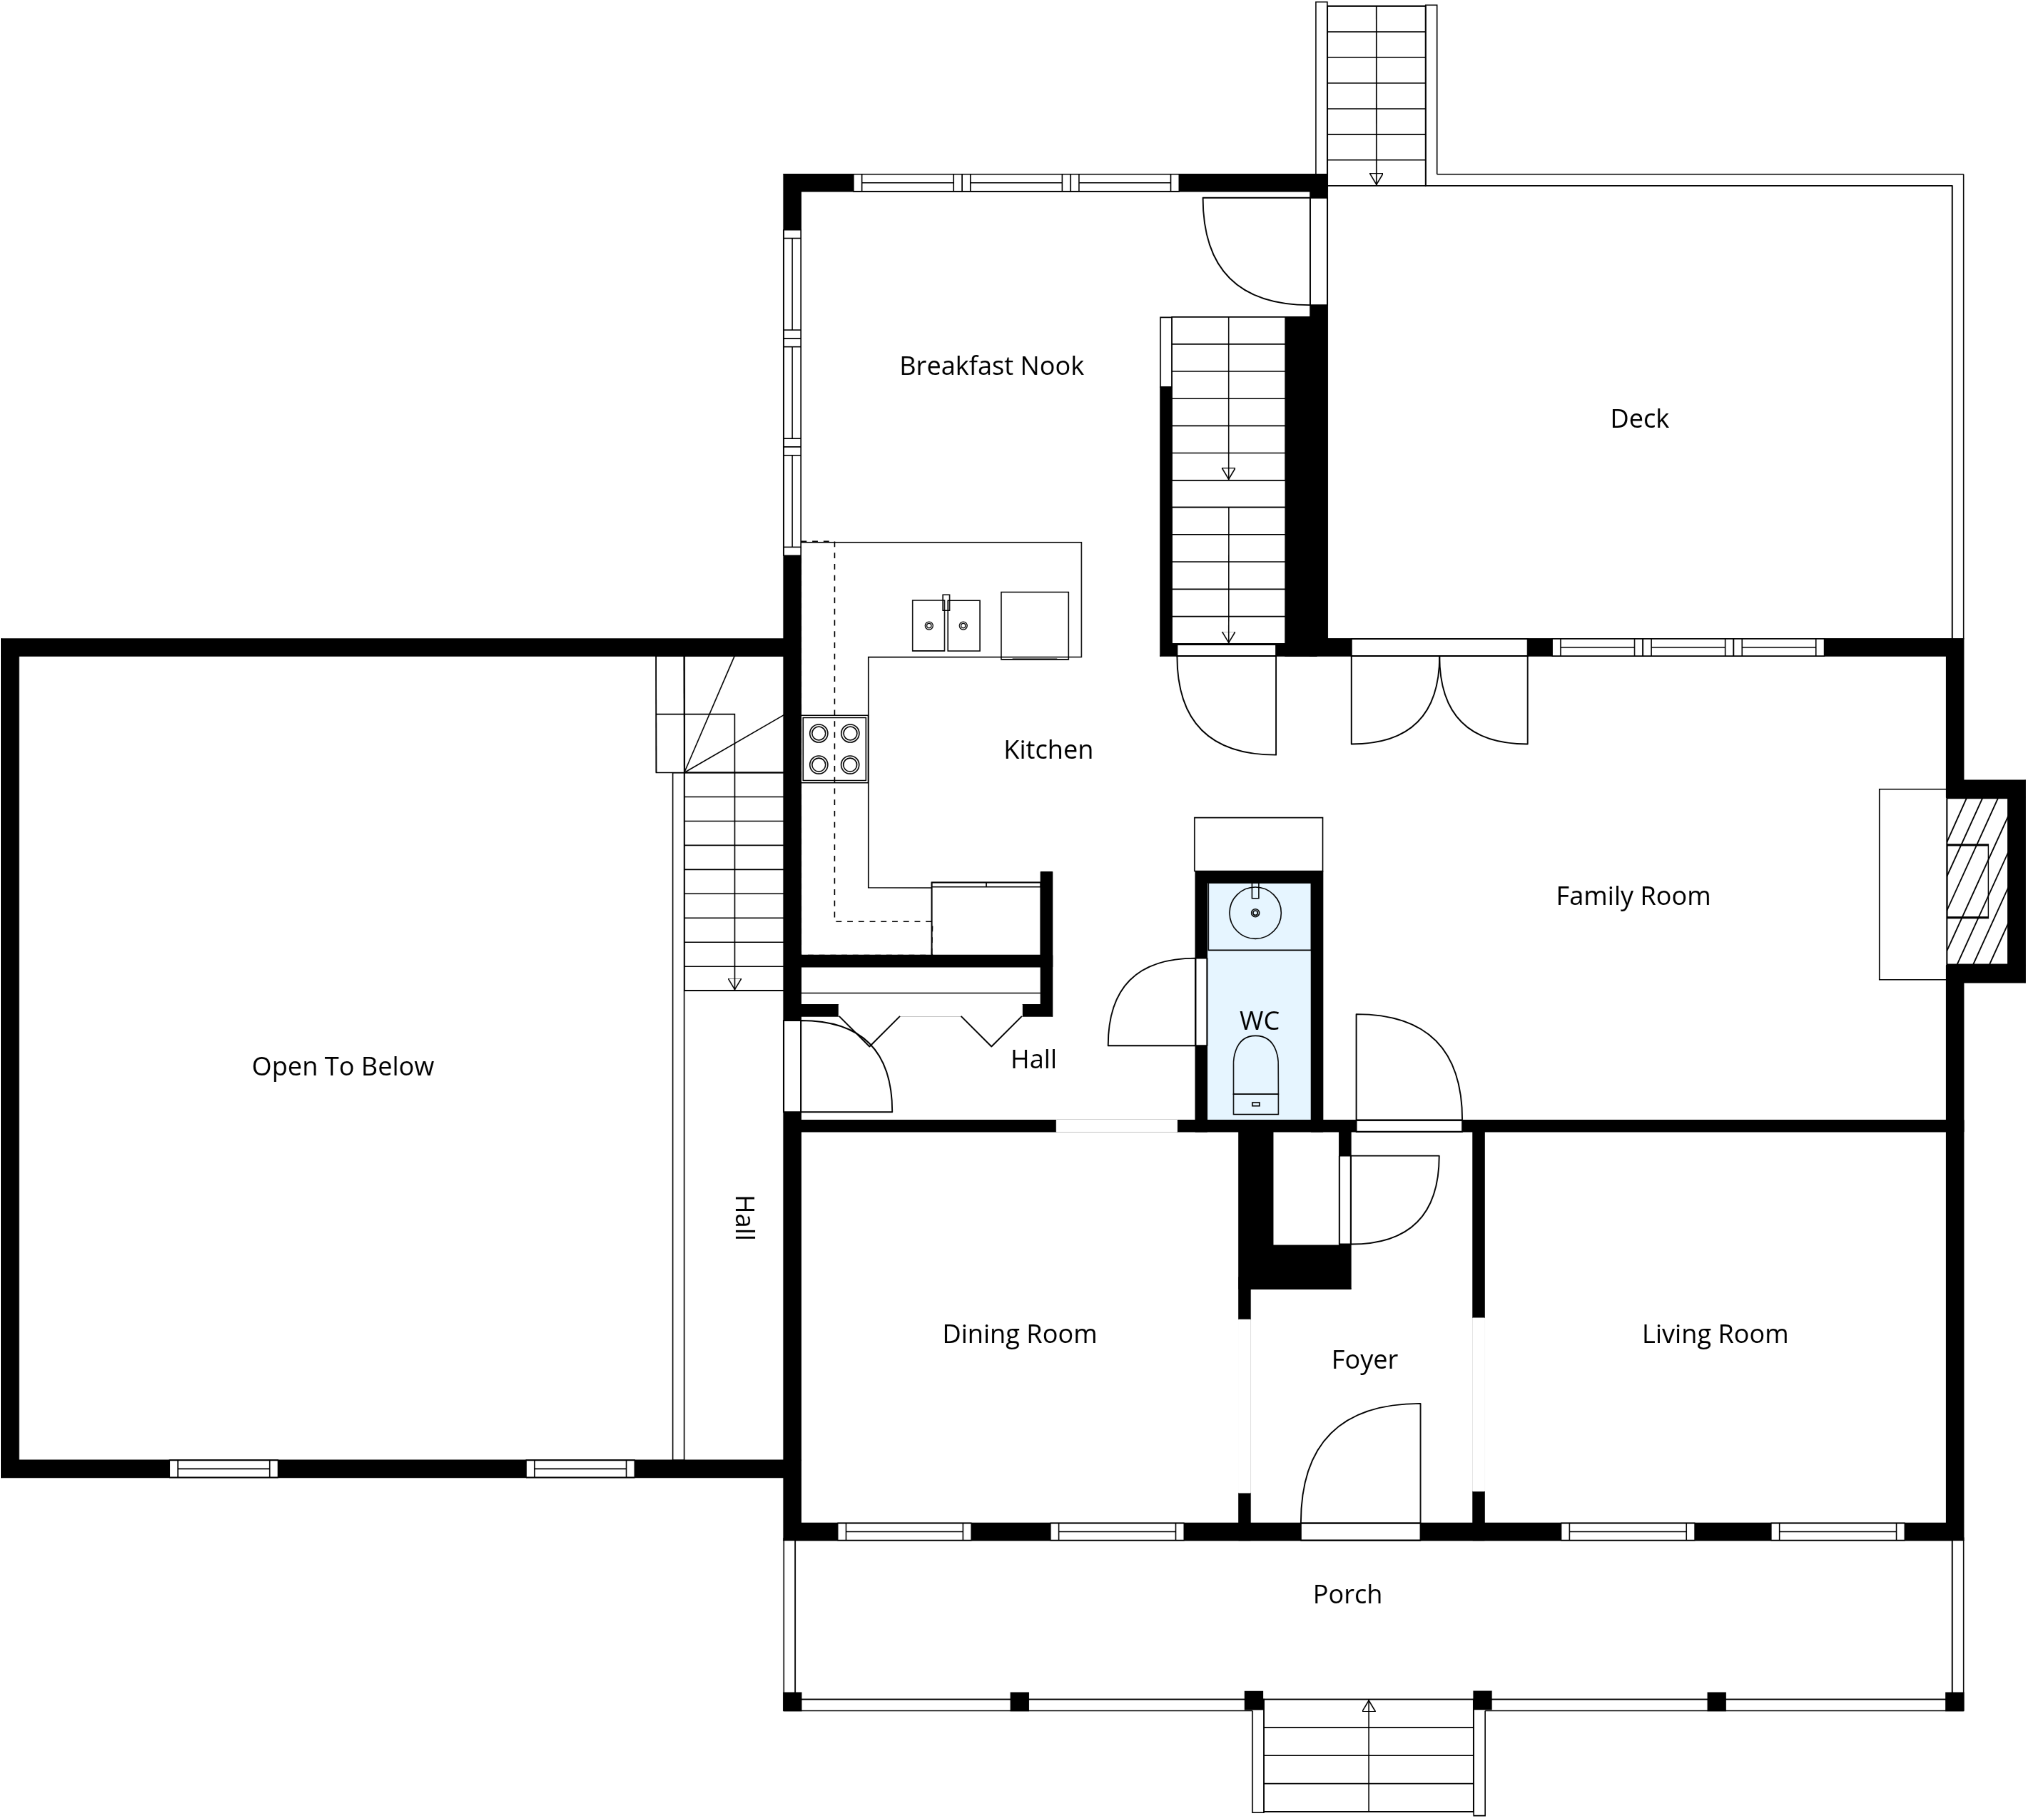 Breakfast Nook
Deck
Kitchen
Family Room
WC
Hall
Open To Below
Hall
Dining Room
Living Room
Foyer
Porch